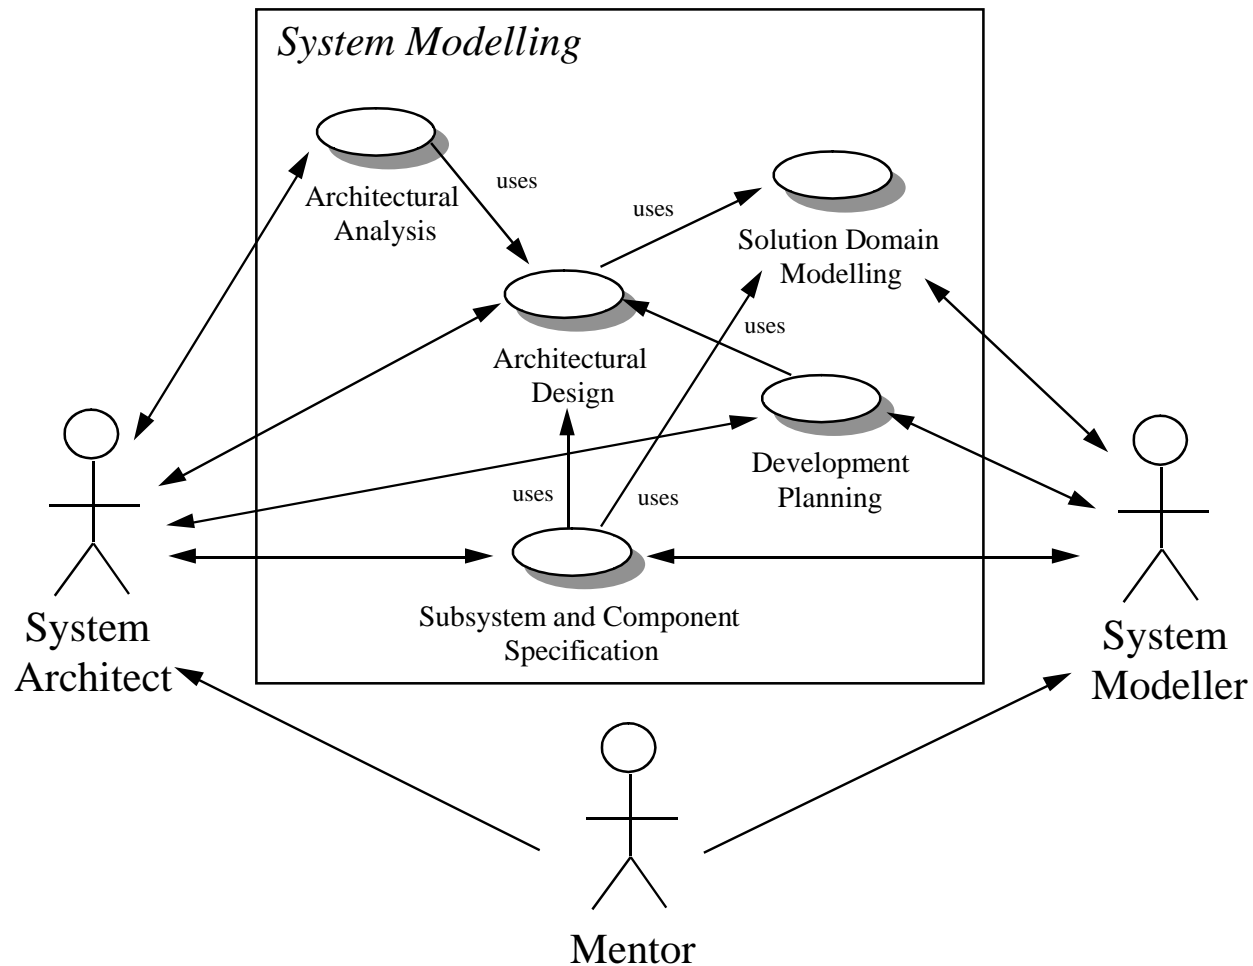 System Modelling
uses
Architectural
Analysis
uses
Solution Domain
Modelling
uses
Architectural
Design
Development
Planning
uses
uses
Subsystem and Component
Specification
System
Architect
System
Modeller
Mentor